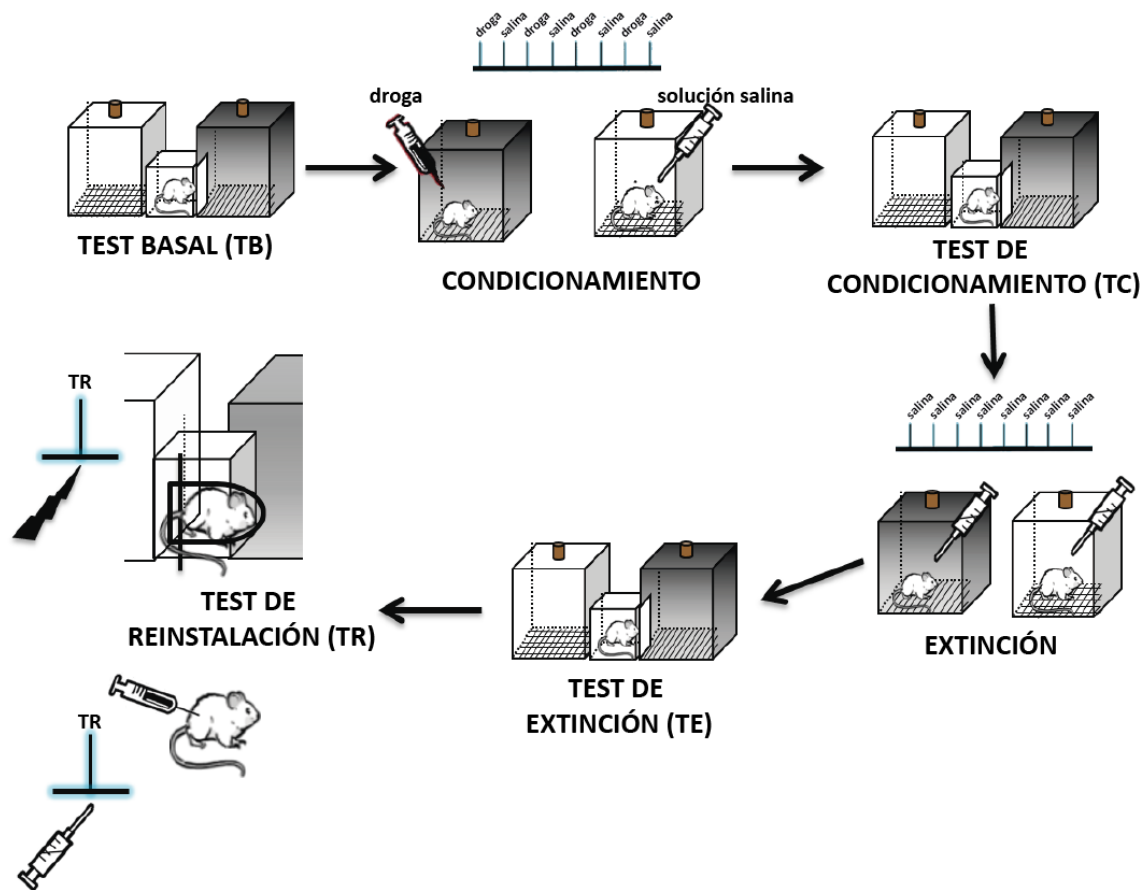 droga
salina
droga
salina
droga
salina
droga
salina
droga
solución salina
TEST BASAL (TB)
CONDICIONAMIENTO
TEST DE
CONDICIONAMIENTO (TC)
salina
salina
salina
salina
salina
salina
salina
salina
EXTINCIÓN
TEST DE
EXTINCIÓN (TE)
TR
TEST DE
REINSTALACIÓN (TR)
TR